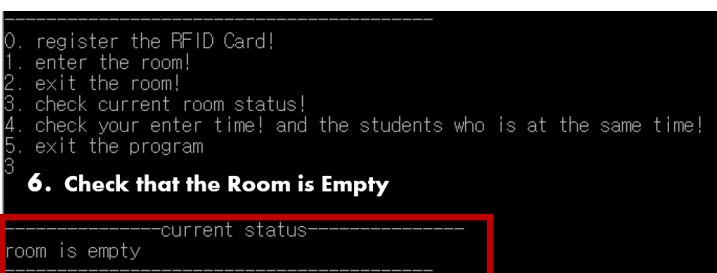 -----------------------------------------
0. register the RFID Card!
1. enter the room!
2. exit the room!
3. check current room status!
4. check your enter time! and the students who is at the same time!
5. exit the program
3
6. Check that the Room is Empty
---------------current status---------------
room is empty
-----------------------------------------